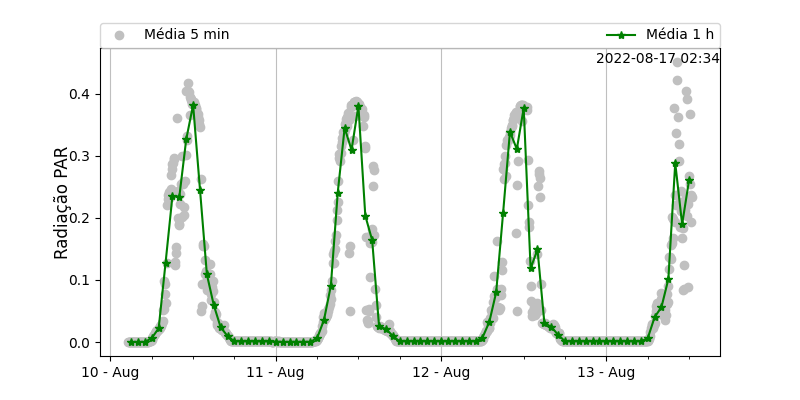 Média 5 min
Média 1 h
2022-08-17 02:34
Radiação PAR
0.4
0.3
0.2
0.1
0.0
10 - Aug
11 - Aug
12 - Aug
13 - Aug